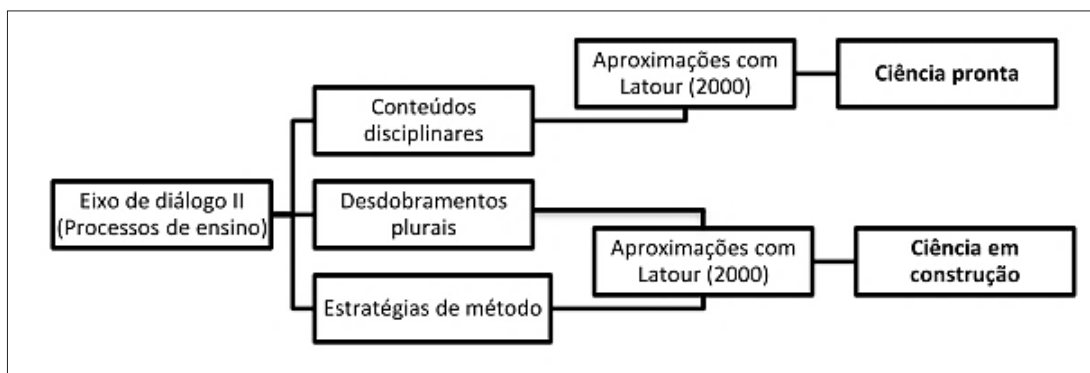 Eixo de diálogo II
(Processos de ensino)
Conteúdos
disciplinares
Aproximações com
Latour (2000)
Ciência pronta
Desdobramentos
plurais
Estratégias de método
Aproximações com
Latour (2000)
Ciência em
construção